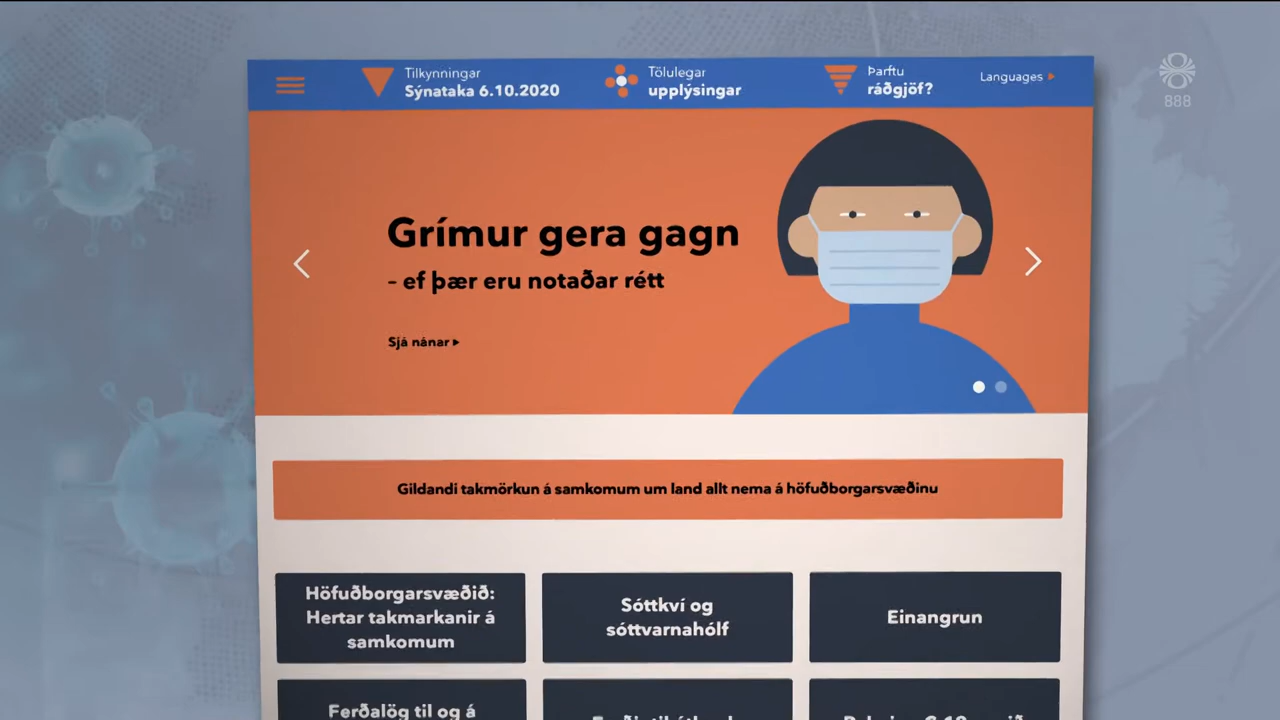 Tilkynningar
Sýnataka 6.10.2020
Tölulegar
upplýsingar
Þarftu
ráðgjöf?
Languages
888
Grímur gera gagn
- ef þær eru notaðar rétt
Sjá nánar
Gildandi takmörkun á samkomum um land allt nema á höfuðborgarsvæðinu
Höfuðborgarsvæðið:
Hertar takmarkanir á
samkomum
Sóttkví og
sóttvarnahólf
Einangrun
Ferðalög til og á